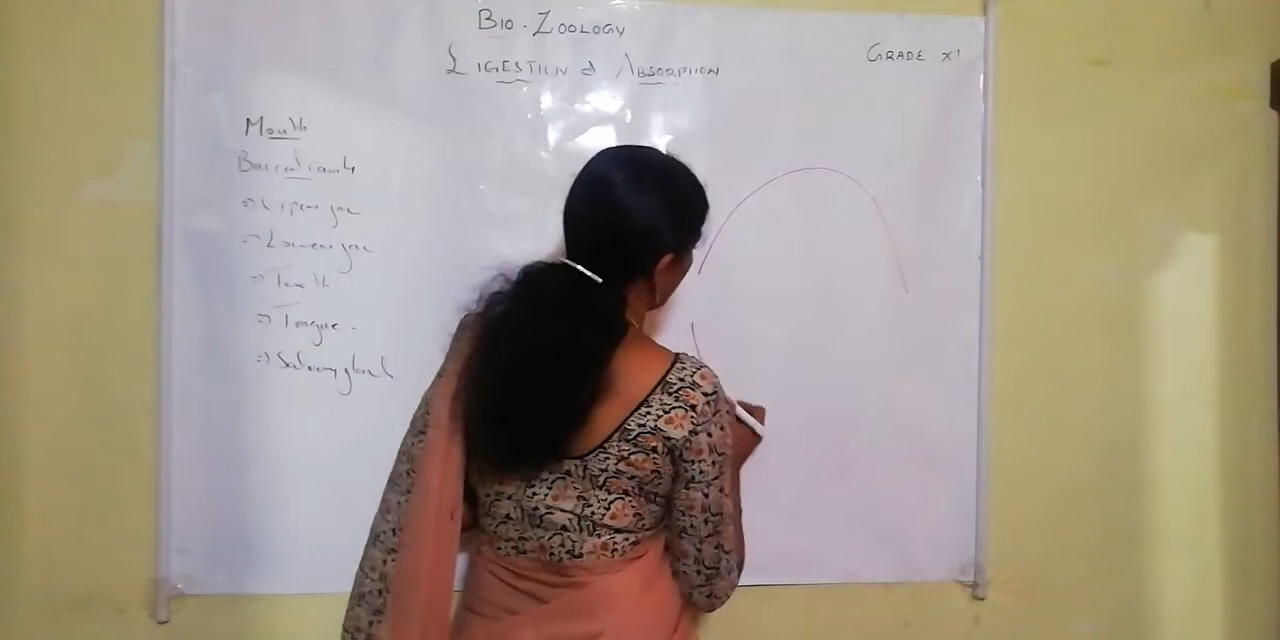 Bio-Zoology
Grade XI
Digestion & Absorption
Mouth
Buccal cavity
⇒ Upper jaw
⇒ Lower jaw
⇒ Teeth
⇒ Tongue.
⇒ Salivary gland